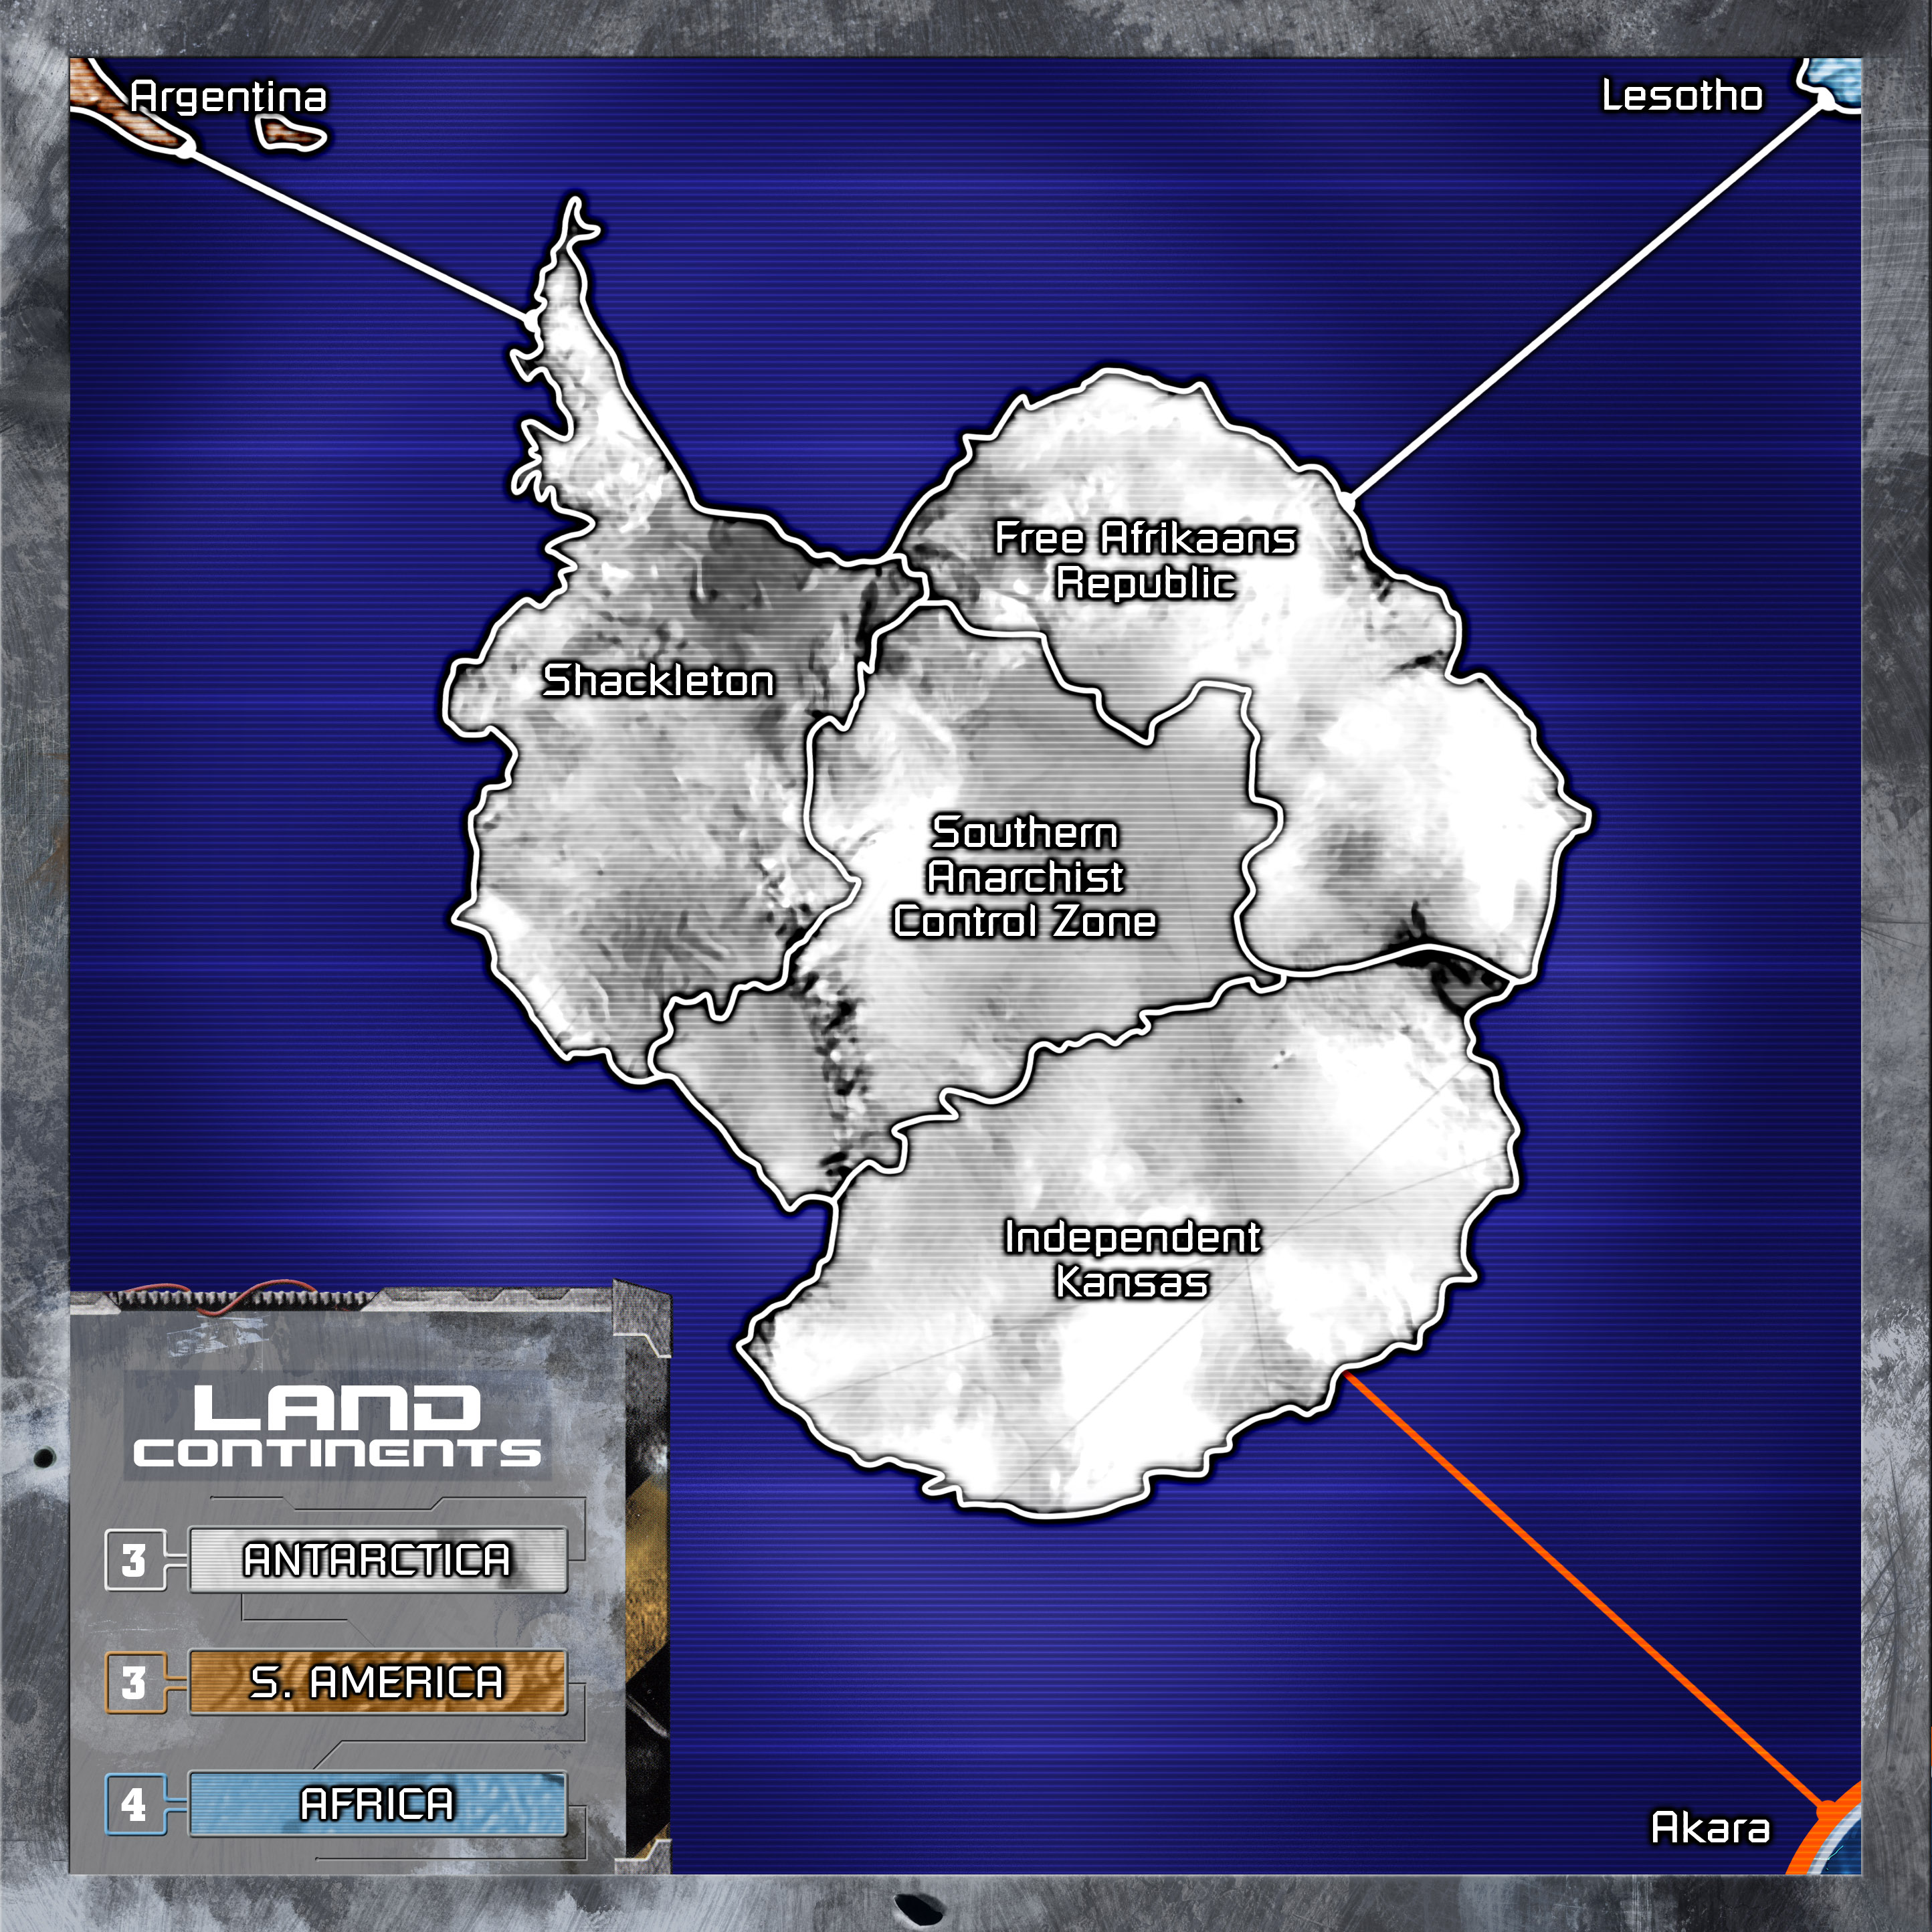 Argentina
Lesotho
Free Afrikaans
Republic
Shackleton
Southern
Anarchist
Control Zone
Independent
Kansas
LAND
CONTINENTS
3 ANTARCTICA
3 S. AMERICA
4 AFRICA
Akara